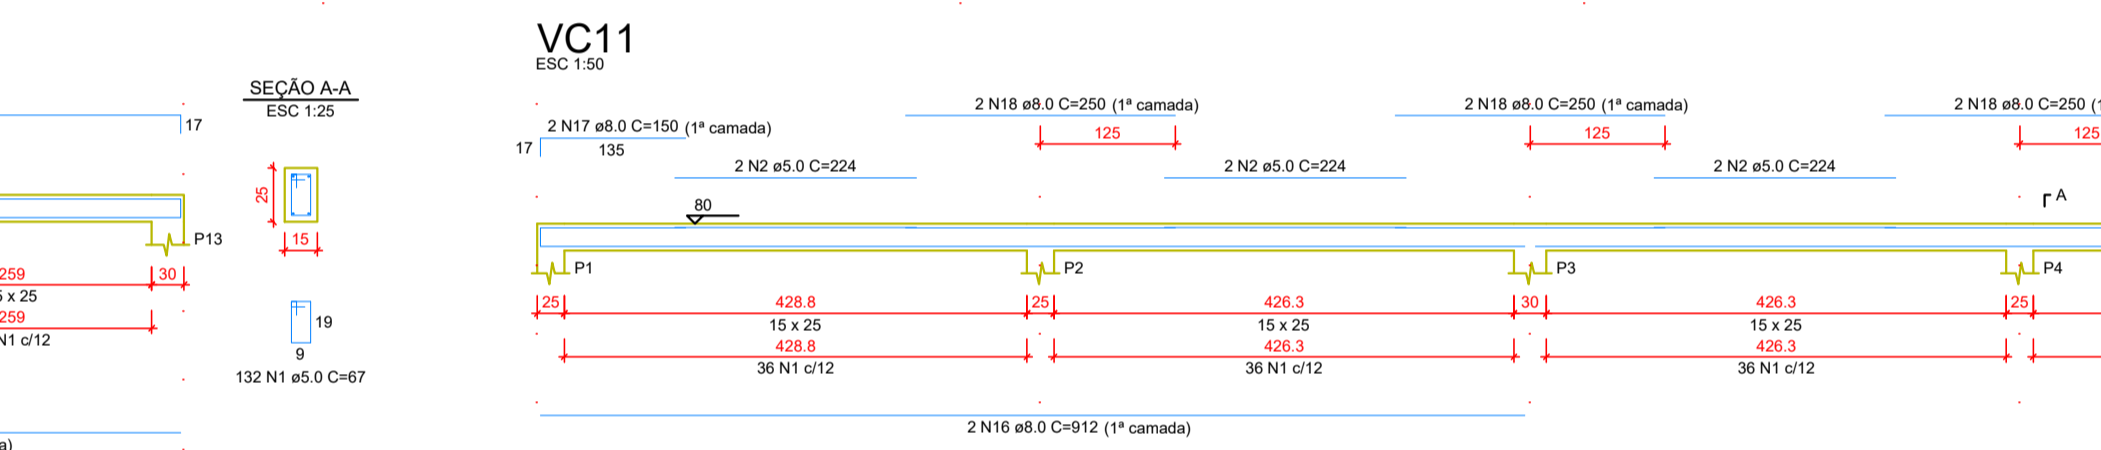 VC11
ESC 1:50
SEÇÃO A-A
ESC 1:25
17
25
15
P13
259
30
x 25
259
N1 c/12
19
9
132 N1 ø5.0 C=67
a)
2 N18 ø8.0 C=250 (1ª camada)
2 N18 ø8.0 C=250 (1ª camada)
2 N18 ø8.0 C=250 (1
125
125
125
2 N17 ø8.0 C=150 (1ª camada)
17
135
2 N2 ø5.0 C=224
2 N2 ø5.0 C=224
2 N2 ø5.0 C=224
80
A
P1
P2
P3
P4
25
428.8
25
426.3
30
426.3
25
15 x 25
15 x 25
15 x 25
428.8
426.3
426.3
36 N1 c/12
36 N1 c/12
36 N1 c/12
2 N16 ø8.0 C=912 (1ª camada)